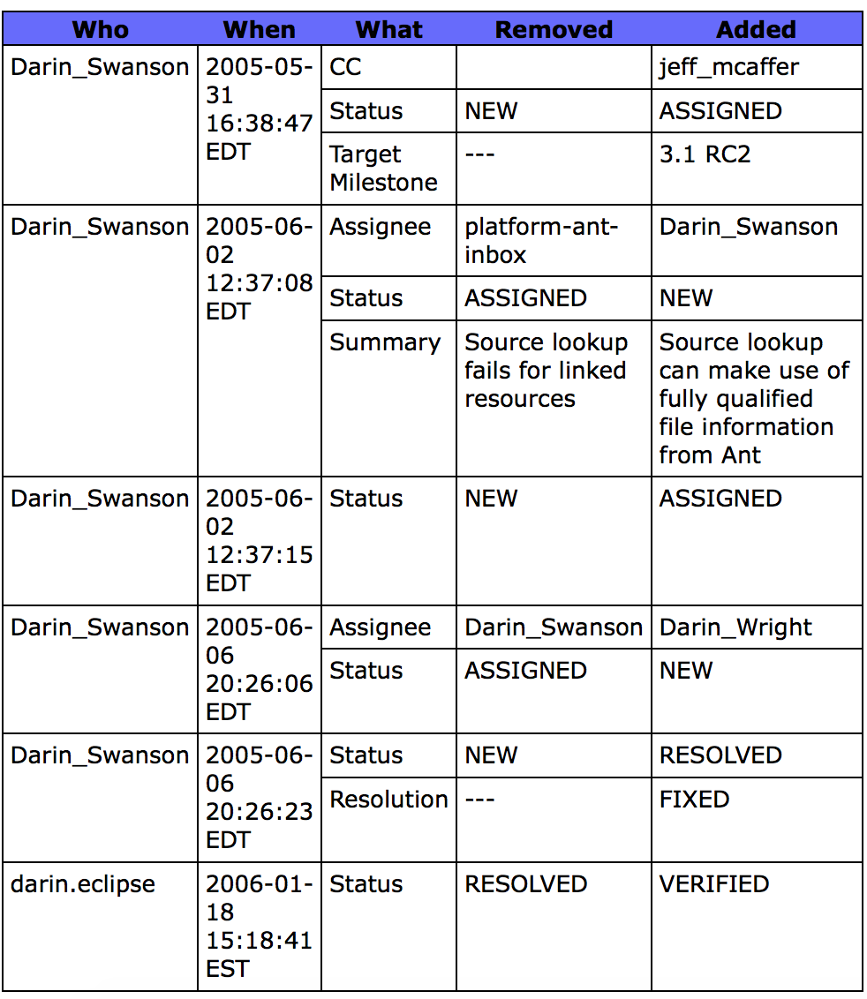 Who When What Removed Added
Darin_Swanson 2005-05- CC jeff_mcaffer
31
16:38:47 Status NEW ASSIGNED
EDT Target --- 3.1 RC2
Milestone
Darin_Swanson 2005-06- Assignee platform-ant- Darin_Swanson
02 inbox
12:37:08 Status ASSIGNED NEW
EDT
Summary Source lookup Source lookup
fails for linked can make use of
resources fully qualified
file information
from Ant
Darin_Swanson 2005-06- Status NEW ASSIGNED
02
12:37:15
EDT
Darin_Swanson 2005-06- Assignee Darin_Swanson Darin_Wright
06 Status ASSIGNED NEW
20:26:06
EDT
Darin_Swanson 2005-06- Status NEW RESOLVED
06 Resolution --- FIXED
20:26:23
EDT
darin.eclipse 2006-01- Status RESOLVED VERIFIED
18
15:18:41
EST